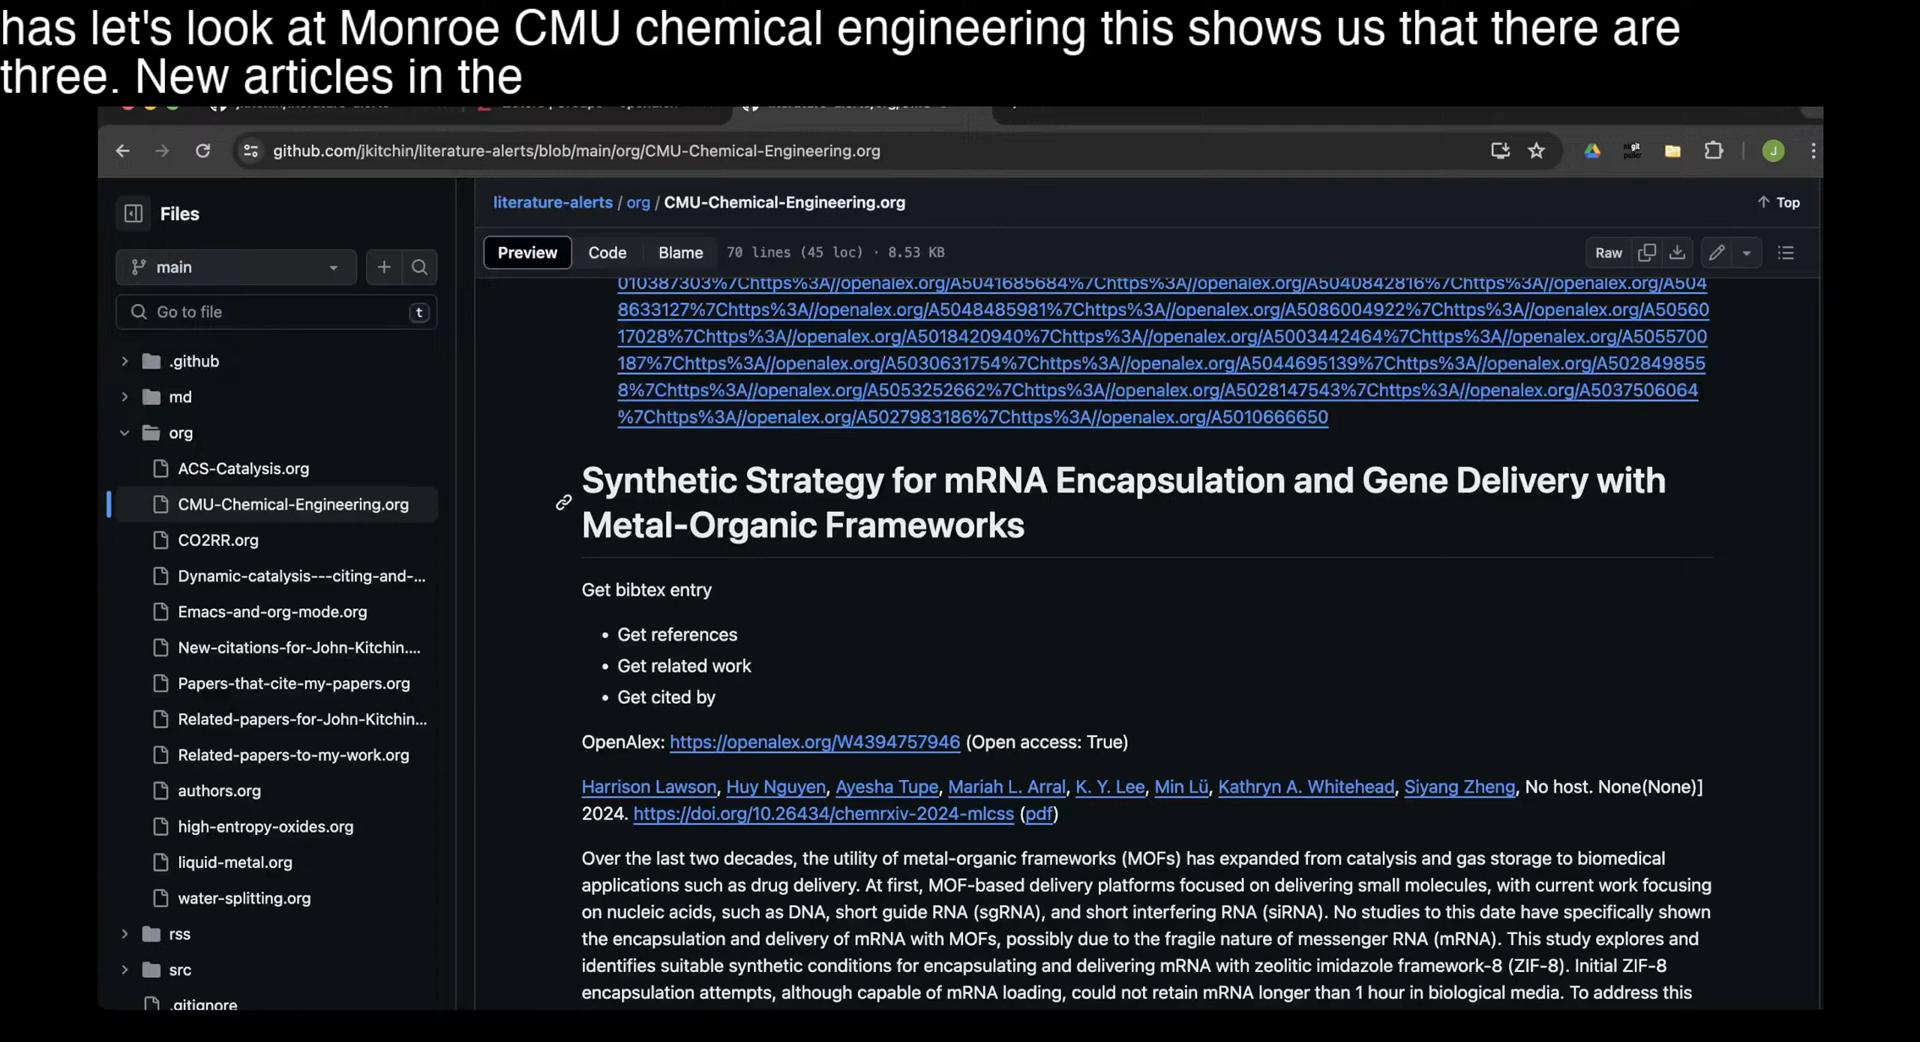 has let's look at Monroe CMU chemical engineering this shows us that there are
three. New articles in the
github.com/jkitchin/literature-alerts/blob/main/org/CMU-Chemical-Engineering.org
J
Files
literature-alerts / org / CMU-Chemical-Engineering.org
Top
main
Preview Code Blame 70 lines (45 loc) · 8.53 KB
Raw
Go to file
t
.github
md
org
ACS-Catalysis.org
CMU-Chemical-Engineering.org
CO2RR.org
Dynamic-catalysis---citing-and-...
Emacs-and-org-mode.org
New-citations-for-John-Kitchin....
Papers-that-cite-my-papers.org
Related-papers-for-John-Kitchin...
Related-papers-to-my-work.org
authors.org
high-entropy-oxides.org
liquid-metal.org
water-splitting.org
rss
src
.gitignore
010387303%7Chttps%3A//openalex.org/A5041685684%7Chttps%3A//openalex.org/A5040842816%7Chttps%3A//openalex.org/A504
8633127%7Chttps%3A//openalex.org/A5048485981%7Chttps%3A//openalex.org/A5086004922%7Chttps%3A//openalex.org/A50560
17028%7Chttps%3A//openalex.org/A5018420940%7Chttps%3A//openalex.org/A5003442464%7Chttps%3A//openalex.org/A5055700
187%7Chttps%3A//openalex.org/A5030631754%7Chttps%3A//openalex.org/A5044695139%7Chttps%3A//openalex.org/A502849855
8%7Chttps%3A//openalex.org/A5053252662%7Chttps%3A//openalex.org/A5028147543%7Chttps%3A//openalex.org/A5037506064
%7Chttps%3A//openalex.org/A5027983186%7Chttps%3A//openalex.org/A5010666650
Synthetic Strategy for mRNA Encapsulation and Gene Delivery with
Metal-Organic Frameworks
Get bibtex entry
• Get references
• Get related work
• Get cited by
OpenAlex: https://openalex.org/W4394757946 (Open access: True)
Harrison Lawson, Huy Nguyen, Ayesha Tupe, Mariah L. Arral, K. Y. Lee, Min Lü, Kathryn A. Whitehead, Siyang Zheng, No host. None(None)]
2024. https://doi.org/10.26434/chemrxiv-2024-mlcss (pdf)
Over the last two decades, the utility of metal-organic frameworks (MOFs) has expanded from catalysis and gas storage to biomedical
applications such as drug delivery. At first, MOF-based delivery platforms focused on delivering small molecules, with current work focusing
on nucleic acids, such as DNA, short guide RNA (sgRNA), and short interfering RNA (siRNA). No studies to this date have specifically shown
the encapsulation and delivery of mRNA with MOFs, possibly due to the fragile nature of messenger RNA (mRNA). This study explores and
identifies suitable synthetic conditions for encapsulating and delivering mRNA with zeolitic imidazole framework-8 (ZIF-8). Initial ZIF-8
encapsulation attempts, although capable of mRNA loading, could not retain mRNA longer than 1 hour in biological media. To address this